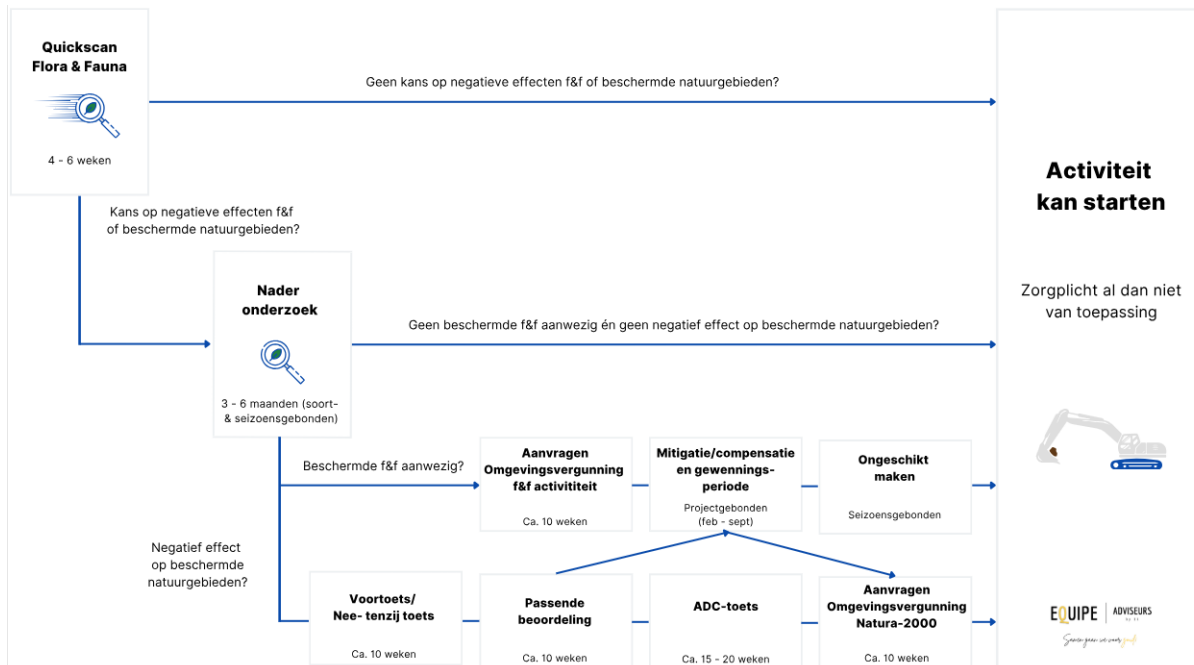 Quickscan
Flora & Fauna
4 - 6 weken
Geen kans op negatieve effecten f&f of beschermde natuurgebieden?
Kans op negatieve effecten f&f
of beschermde natuurgebieden?
Nader
onderzoek
3 - 6 maanden (soort-
& seizoensgebonden)
Geen beschermde f&f aanwezig én geen negatief effect op beschermde natuurgebieden?
Activiteit
kan starten
Zorgplicht al dan niet
van toepassing
Beschermde f&f aanwezig?
Aanvragen
Omgevingsvergunning
f&f activititeit
Ca. 10 weken
Mitigatie/compensatie
en gewennings-
periode
Projectgebonden
(feb - sept)
Ongeschikt
maken
Seizoensgebonden
Negatief effect
op beschermde
natuurgebieden?
Voortoets/
Nee- tenzij toets
Ca. 10 weken
Passende
beoordeling
Ca. 10 weken
ADC-toets
Ca. 15 - 20 weken
Aanvragen
Omgevingsvergunning
Natura-2000
Ca. 10 weken
EQUIPE ADVISEURS
Samen gaan we voor